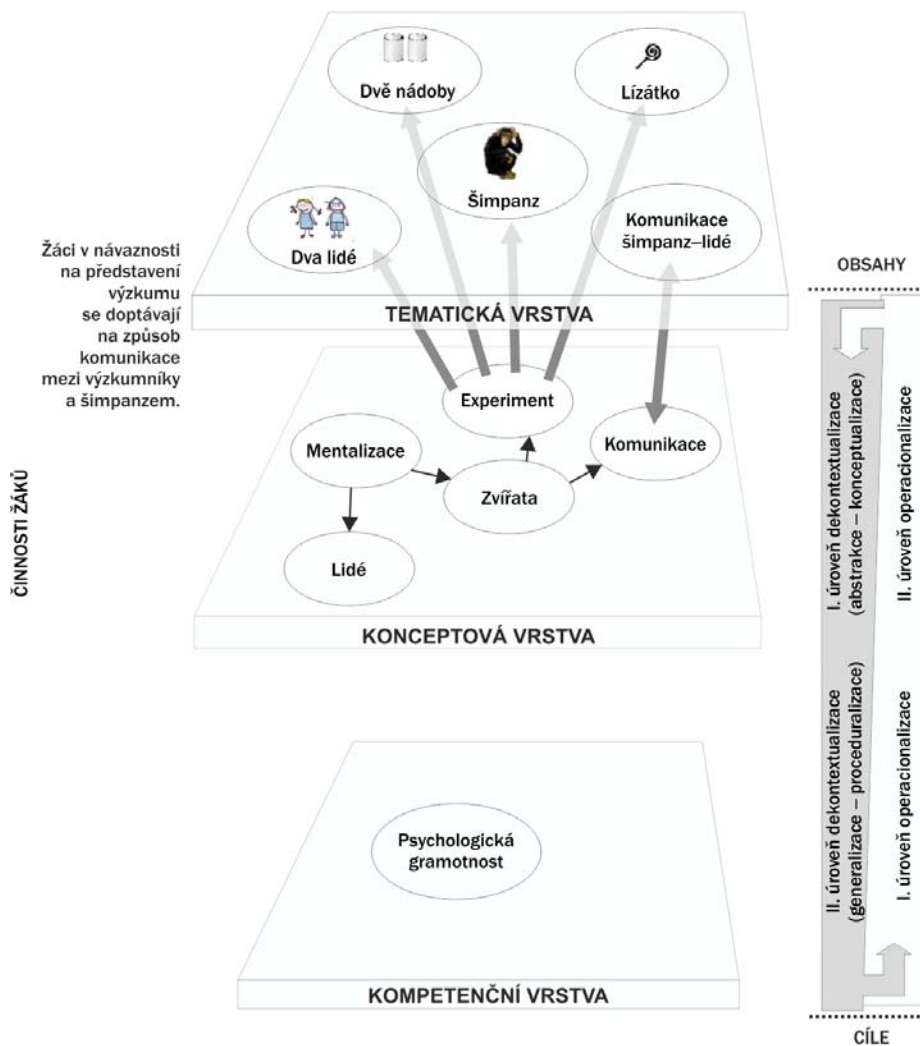 Dvě nádoby
Lízátko
Šimpanz
Dva lidé
Komunikace
šimpanz–lidé
TEMATICKÁ VRSTVA
Žáci v návaznosti
na představení
výzkumu
se doptávají
na způsob
komunikace
mezi výzkumníky
a šimpanzem.
ČINNOSTI ŽÁKŮ
Experiment
Mentalizace
Komunikace
Zvířata
Lidé
KONCEPTOVÁ VRSTVA
Psychologická
gramotnost
KOMPETENČNÍ VRSTVA
OBSAHY
I. úroveň dekontextualizace
(abstrakce – konceptualizace)
II. úroveň operacionalizace
II. úroveň dekontextualizace
(generalizace – proceduralizace)
I. úroveň operacionalizace
CÍLE